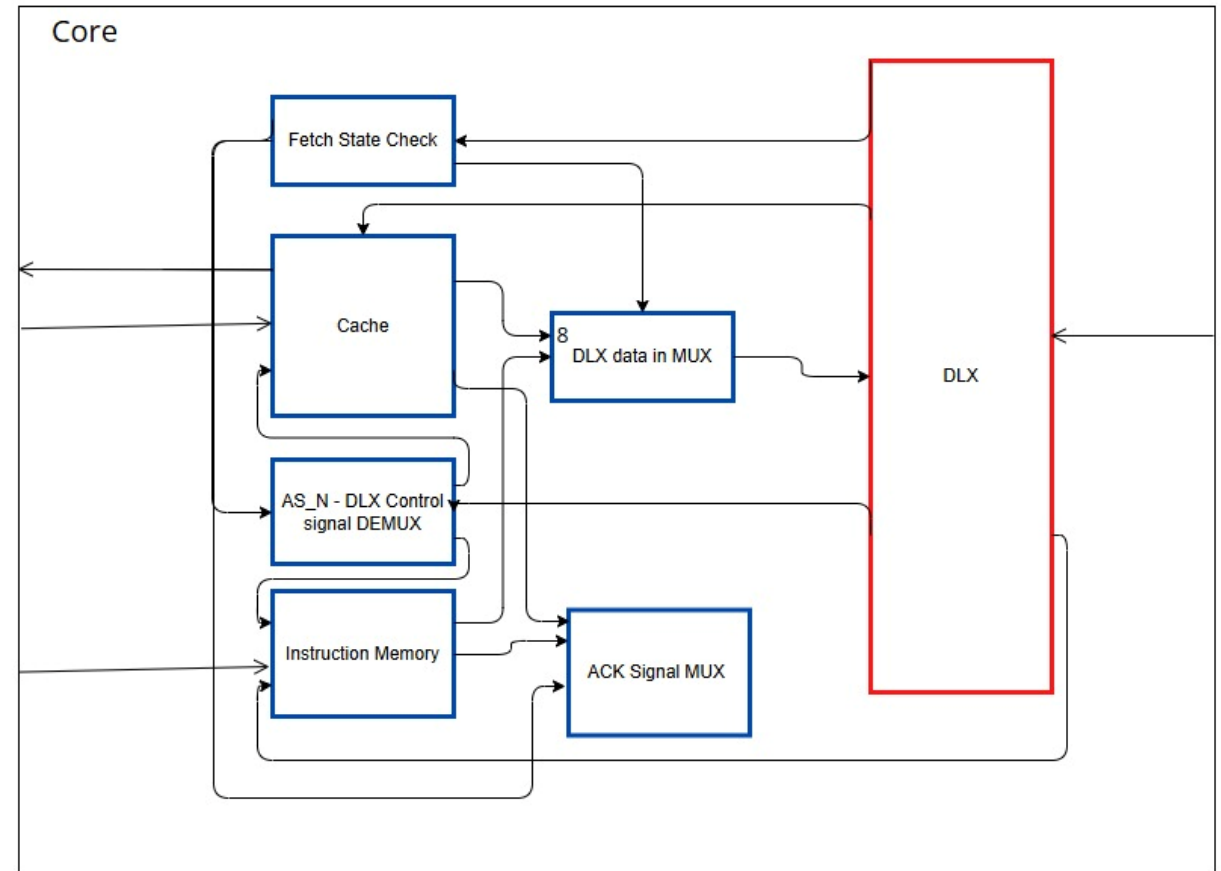 Core
Fetch State Check
Cache
8
DLX data in MUX
DLX
AS_N - DLX Control
signal DEMUX
Instruction Memory
ACK Signal MUX